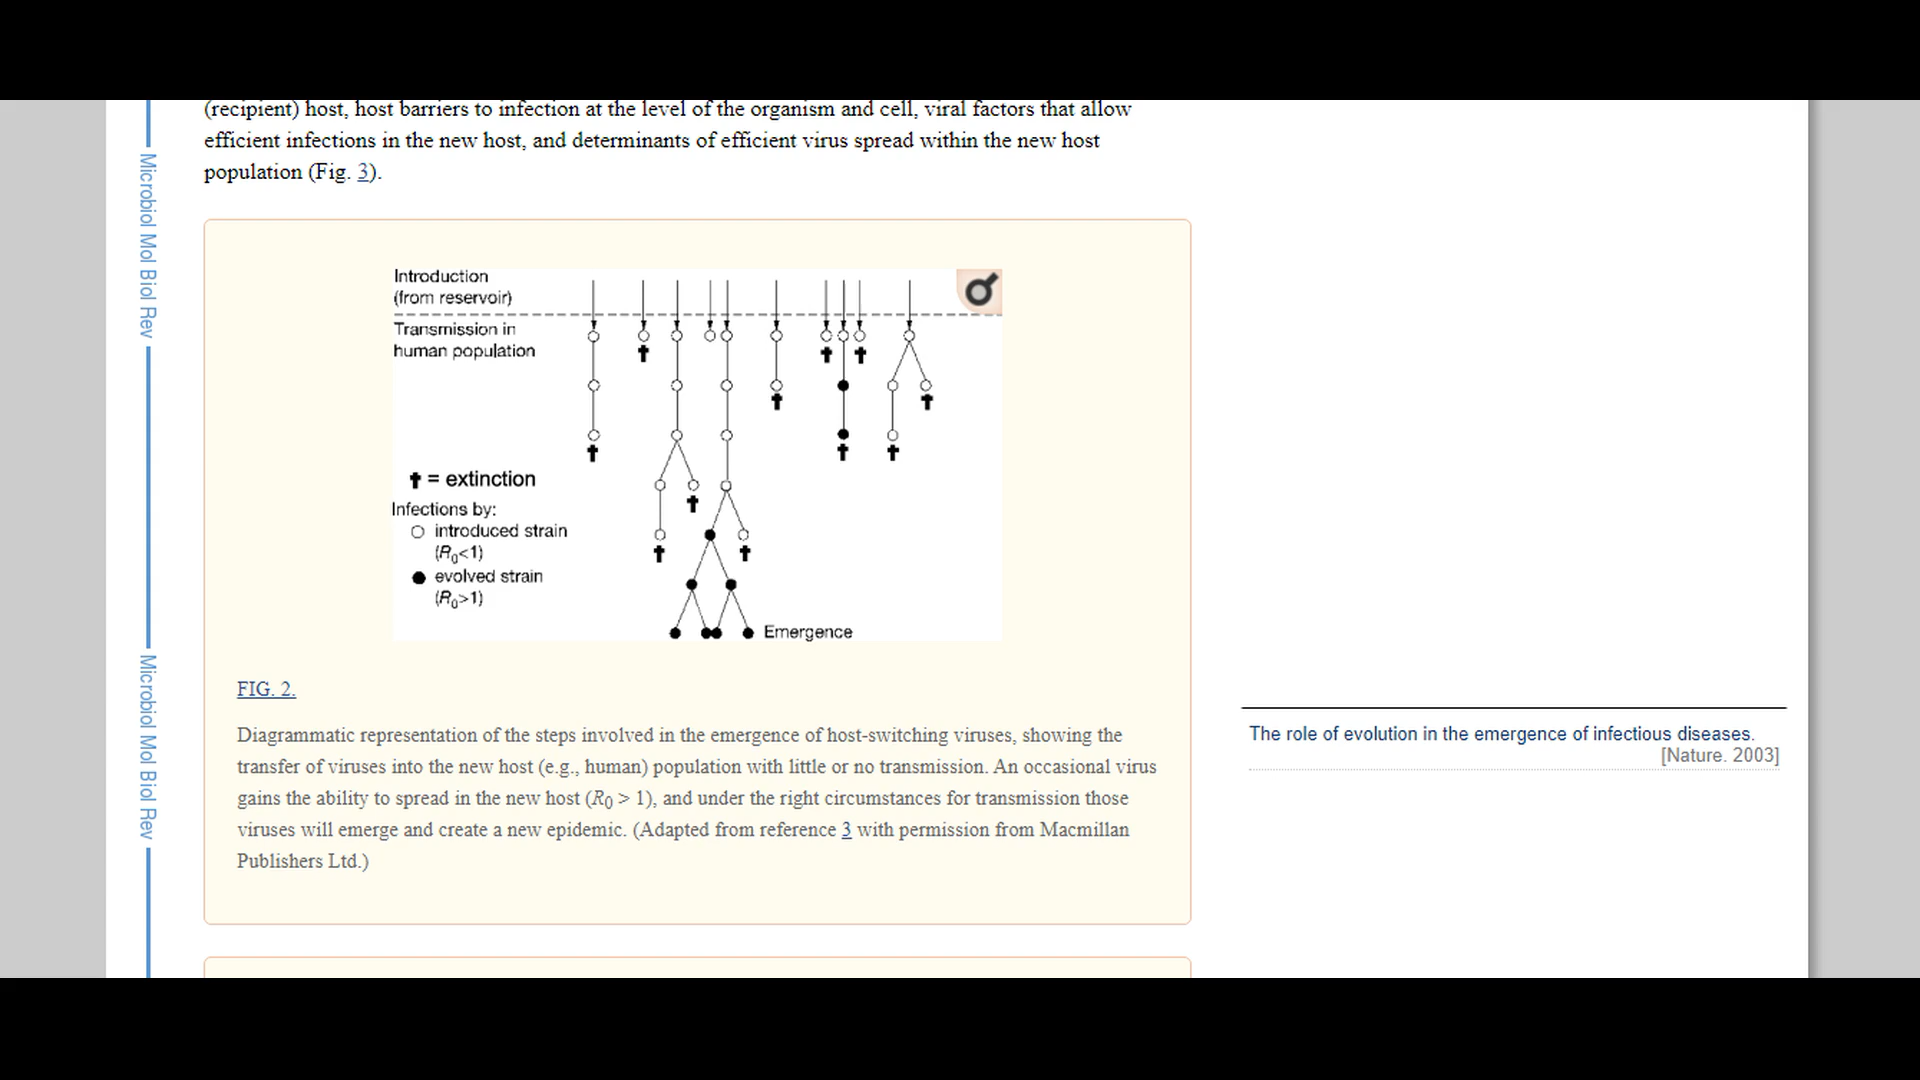 (recipient) host, host barriers to infection at the level of the organism and cell, viral factors that allow
efficient infections in the new host, and determinants of efficient virus spread within the new host
population (Fig. 3).
Microbiol Mol Biol Rev
Microbiol Mol Biol Rev
Introduction
(from reservoir)
Transmission in
human population
✝ = extinction
Infections by:
○ introduced strain
(R0<1)
● evolved strain
(R0>1)
Emergence
FIG. 2.
Diagrammatic representation of the steps involved in the emergence of host-switching viruses, showing the
transfer of viruses into the new host (e.g., human) population with little or no transmission. An occasional virus
gains the ability to spread in the new host (R0 > 1), and under the right circumstances for transmission those
viruses will emerge and create a new epidemic. (Adapted from reference 3 with permission from Macmillan
Publishers Ltd.)
The role of evolution in the emergence of infectious diseases.
[Nature. 2003]